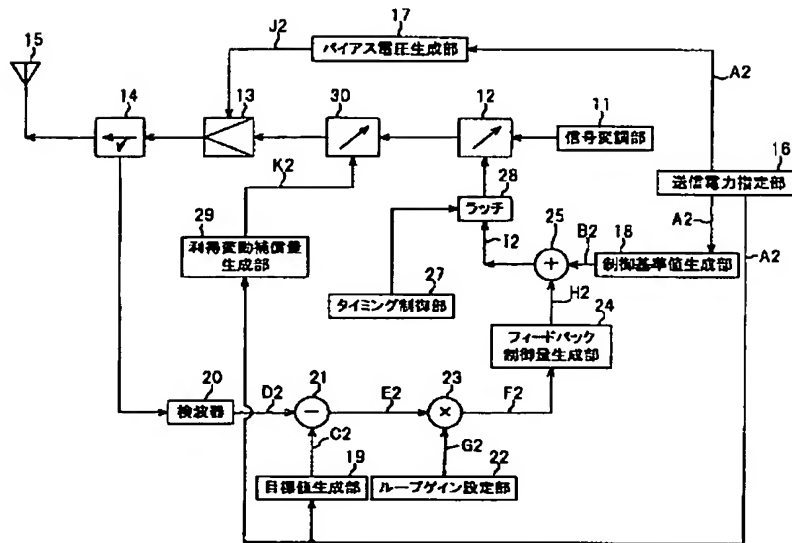 J2
17
バイアス電圧生成部
A2
15
14
13
30
12
11
信号変調部
16
送信電力指定部
K2
28
ラッチ
25
A2
A2
29
利得変動補償量
生成部
I2
B2
18
制御基準値生成部
27
タイミング制御部
H2
24
フィードバック
制御量生成部
20
検波器
D2
21
E2
23
F2
C2
G2
19
目標値生成部
22
ループゲイン設定部